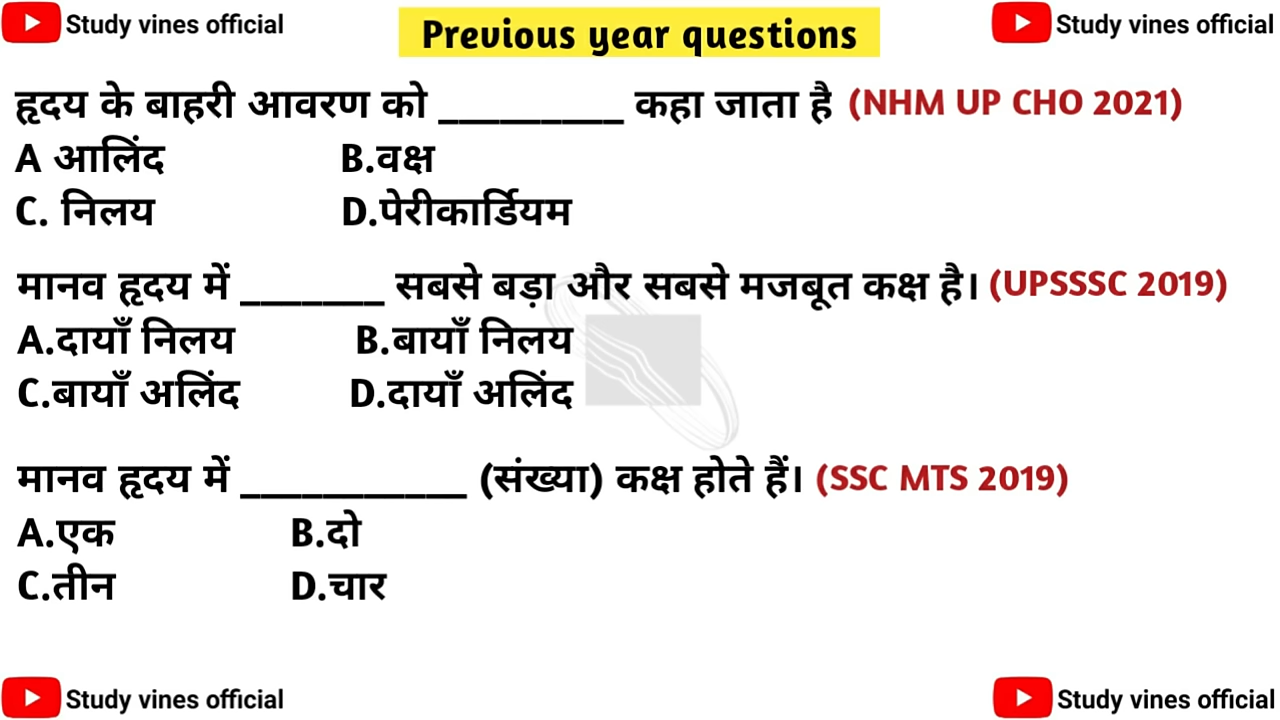 Study vines official
Previous year questions
Study vines official
हृदय के बाहरी आवरण को _________ कहा जाता है (NHM UP CHO 2021)
A आलिंद B.वक्ष
C. निलय D.पेरीकार्डियम
मानव हृदय में _______ सबसे बड़ा और सबसे मजबूत कक्ष है। (UPSSSC 2019)
A.दायाँ निलय B.बायाँ निलय
C.बायाँ अलिंद D.दायाँ अलिंद
मानव हृदय में ___________ (संख्या) कक्ष होते हैं। (SSC MTS 2019)
A.एक B.दो
C.तीन D.चार
Study vines official
Study vines official